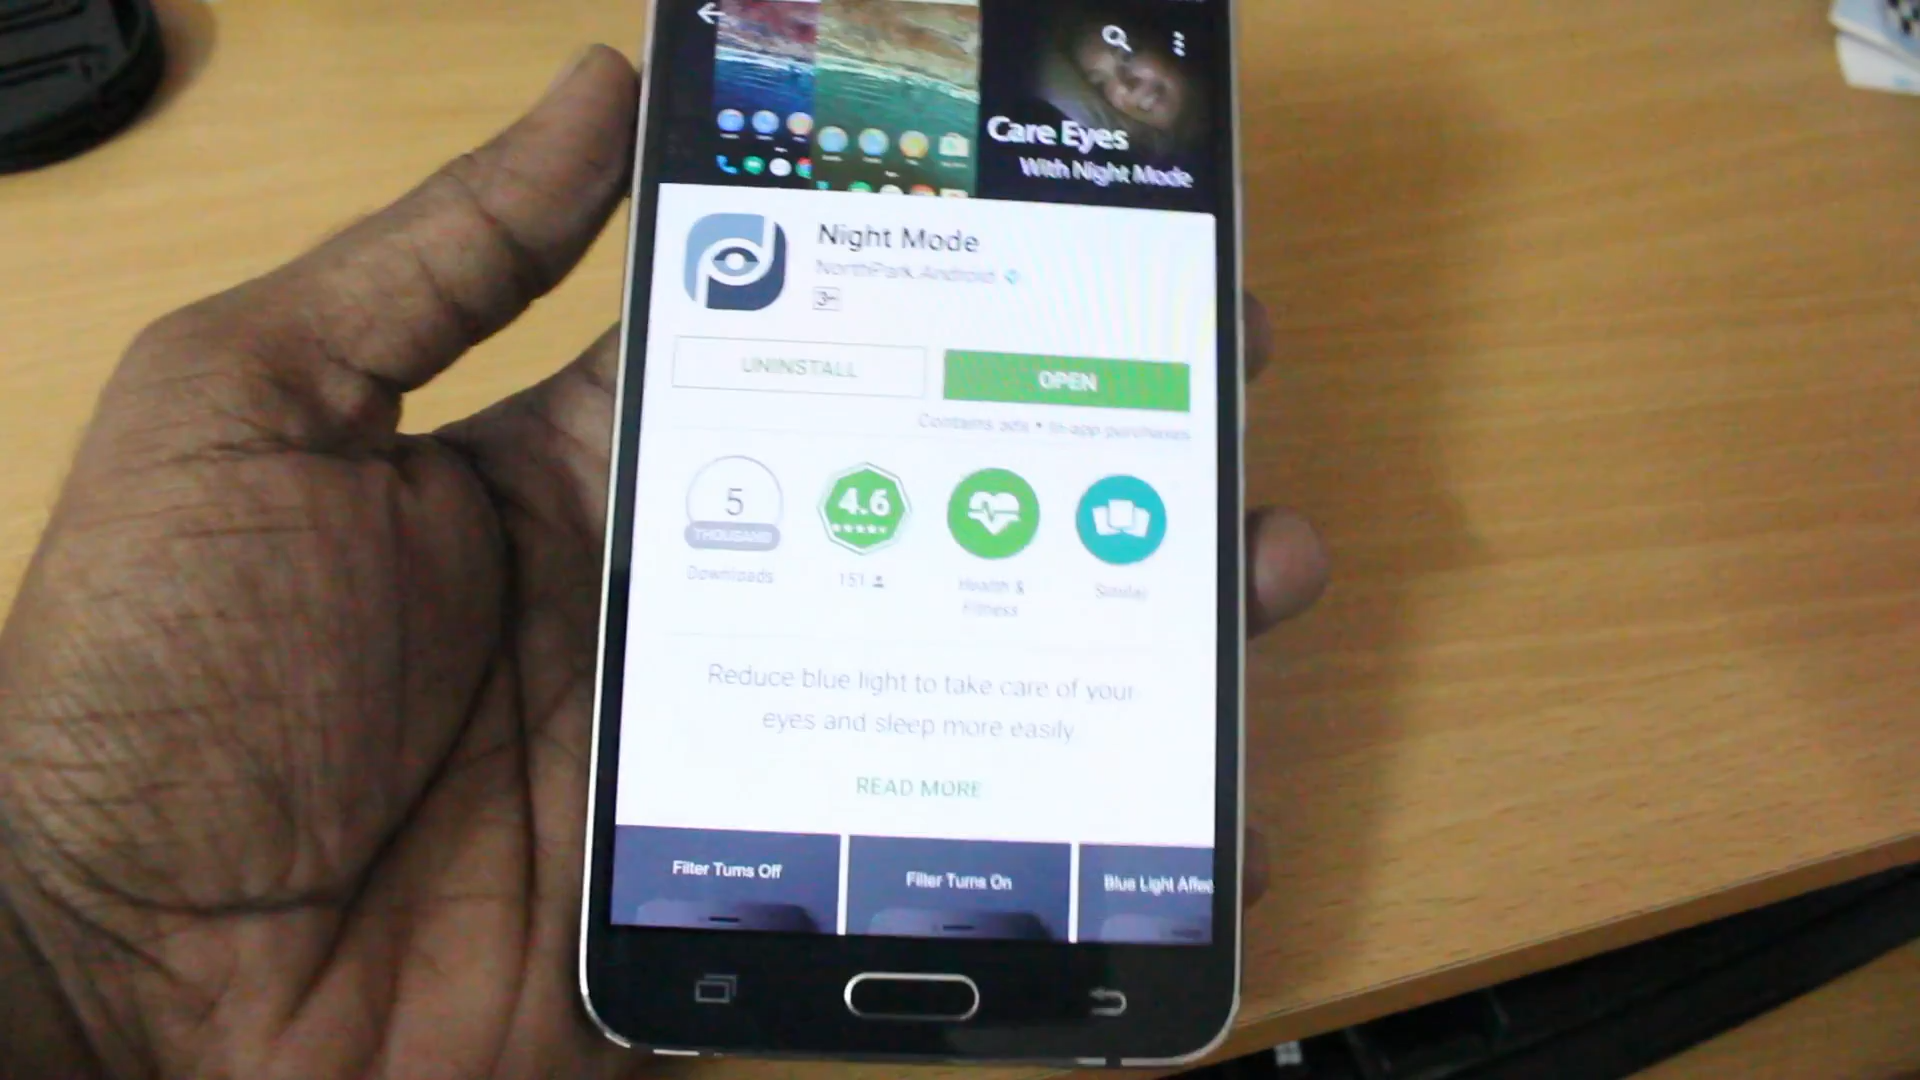 Care Eyes
With Night Mode
Night Mode
NorthPark.Android
3+
UNINSTALL
OPEN
Contains ads • In-app purchases
5
THOUSAND
Downloads
4.6
151
Health &
Fitness
Similar
Reduce blue light to take care of your
eyes and sleep more easily.
READ MORE
Filter Turns Off
Filter Turns On
Blue Light Affec